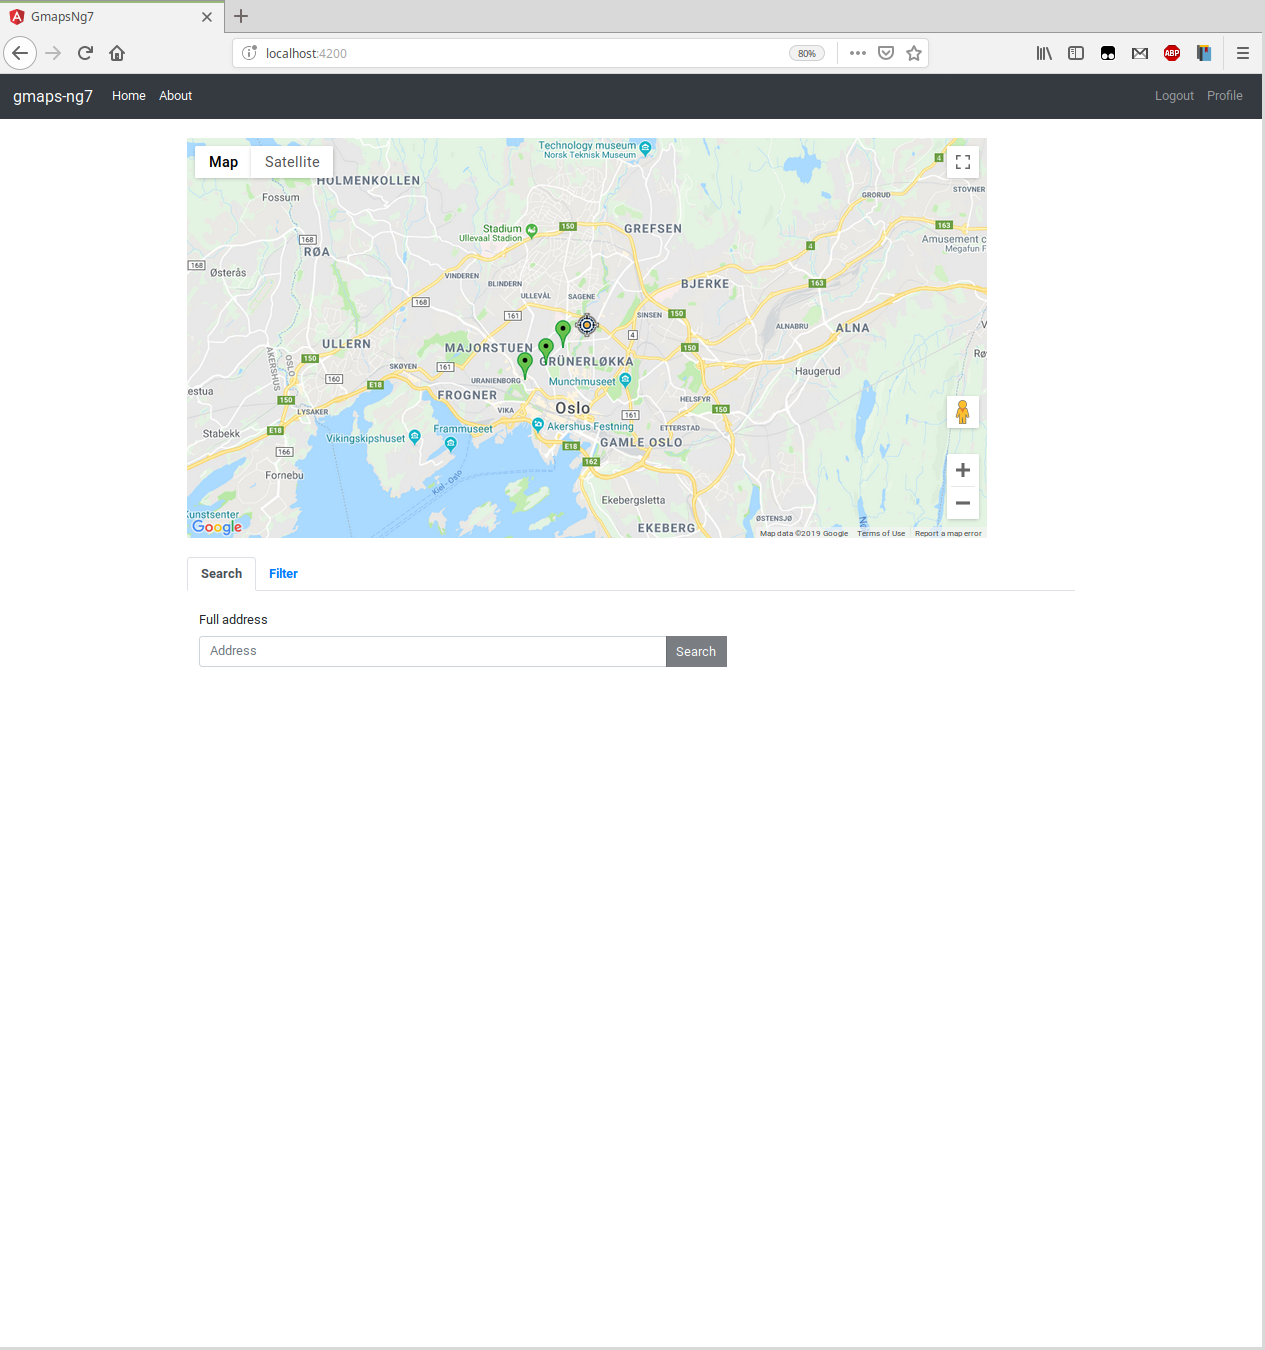 GmapsNg7
localhost:4200
80%
ABP
gmaps-ng7
Home
About
Logout
Profile
Map
Satellite
Technology museum
Norsk Teknisk Museum
HOLMENKOLLEN
Fossum
4
GRORUD
STOVNER
Stadium
Ullevaal Stadion
150
GREFSEN
163
168
RØA
Amusement c
Megafun F
4
168
Østerås
VINDEREN
BLINDERN
BJERKE
163
168
ULLEVÅL
SAGENE
161
SINSEN
150
ALNABRU
ALNA
V
4
ULLERN
MAJORSTUEN
150
Rø
AKERSHUS
OSLO
150
GRÜNERLØKKA
SKØYEN
161
Haugerud
160
E18
URANIENBORG
Munchmuseet
estua
FROGNER
150
HELSFYR
LYSAKER
VIKA
Oslo
161
150
Stabekk
E18
Vikingskipshuset
Frammuseet
Akershus Festning
ETTERSTAD
166
E18
GAMLE OSLO
162
Fornebu
Kiel - Oslo
Ekebergsletta
Kunstsenter
Google
EKEBERG
ØSTENSJØ
Map data ©2019 Google
Terms of Use
Report a map error
Search
Filter
Full address
Address
Search